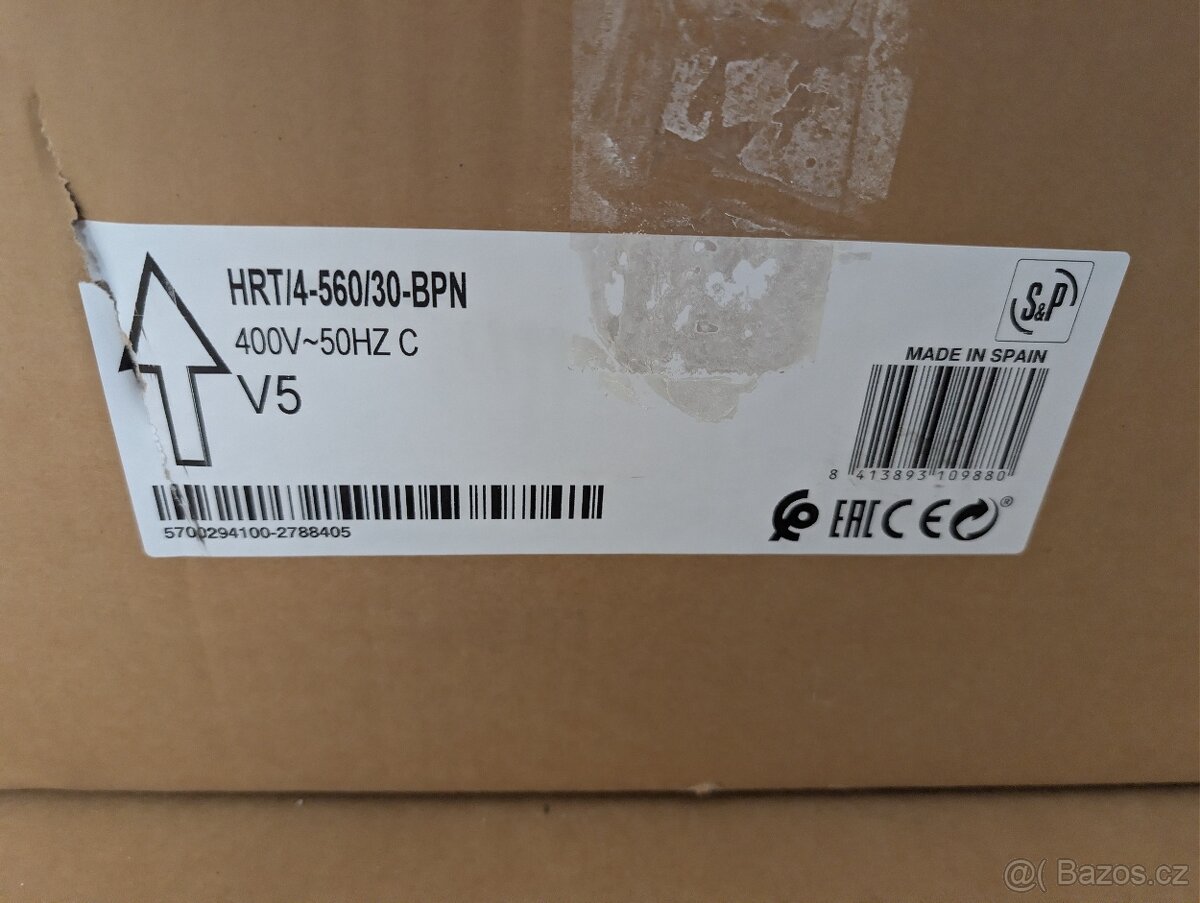 HRT/4-560/30-BPN
400V~50HZ C
V5
S&P
MADE IN SPAIN
8 413893 109880
5700294100-2788405
EAC CE ®
@( Bazos.cz